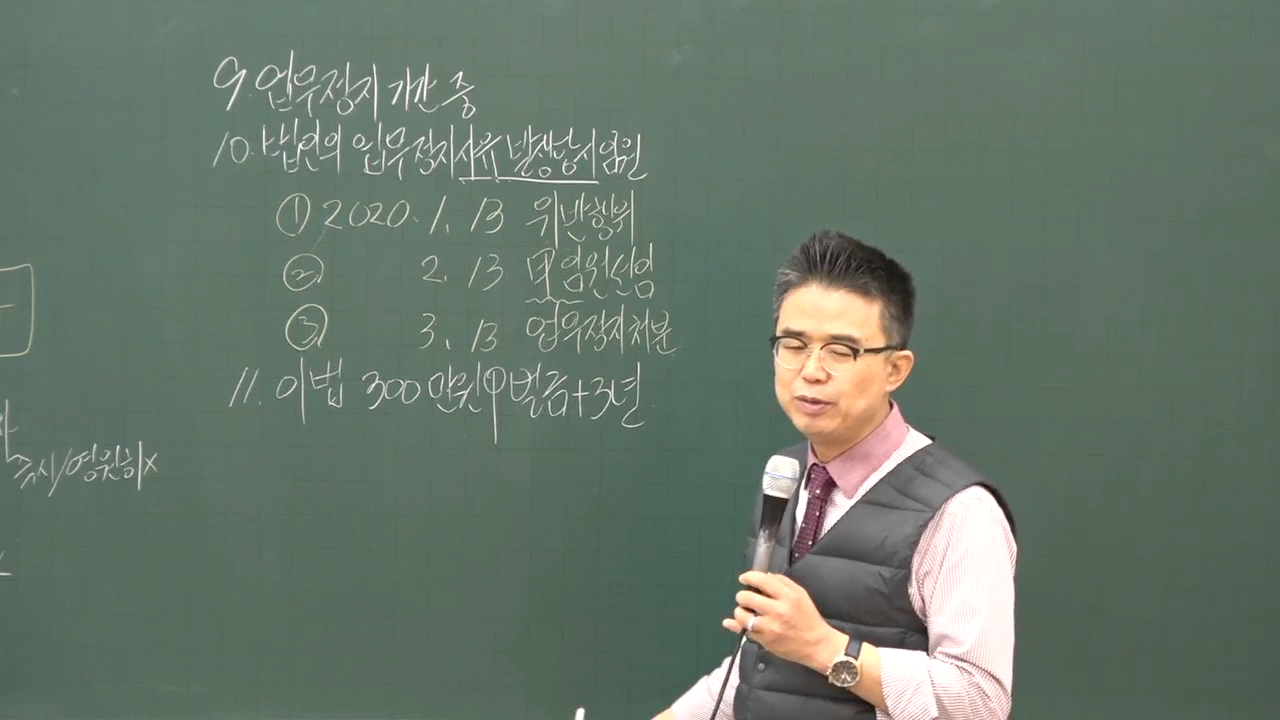 9. 업무정지 기간 중
10. 법인의 업무정지사유 발생당시 임원
① 2020. 1. 13 위반행위
② 2. 13 甲임원선임
③ 3. 13 업무정지처분
11. 이법 300만원↑벌금+3년
즉시/영원히×